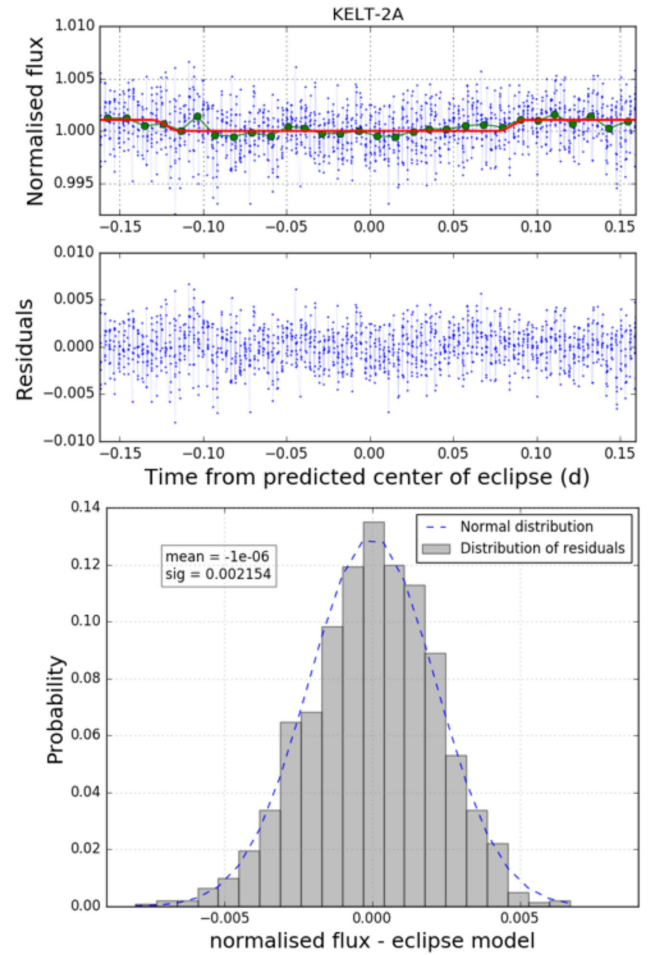 KELT-2A
1.010
1.005
1.000
0.995
Normalised flux
−0.15 −0.10 −0.05 0.00 0.05 0.10 0.15
0.010
0.005
0.000
−0.005
−0.010
Residuals
−0.15 −0.10 −0.05 0.00 0.05 0.10 0.15
Time from predicted center of eclipse (d)
0.14
0.12
0.10
0.08
0.06
0.04
0.02
0.00
Probability
mean = -1e-06
sig = 0.002154
Normal distribution
Distribution of residuals
−0.005 0.000 0.005
normalised flux - eclipse model